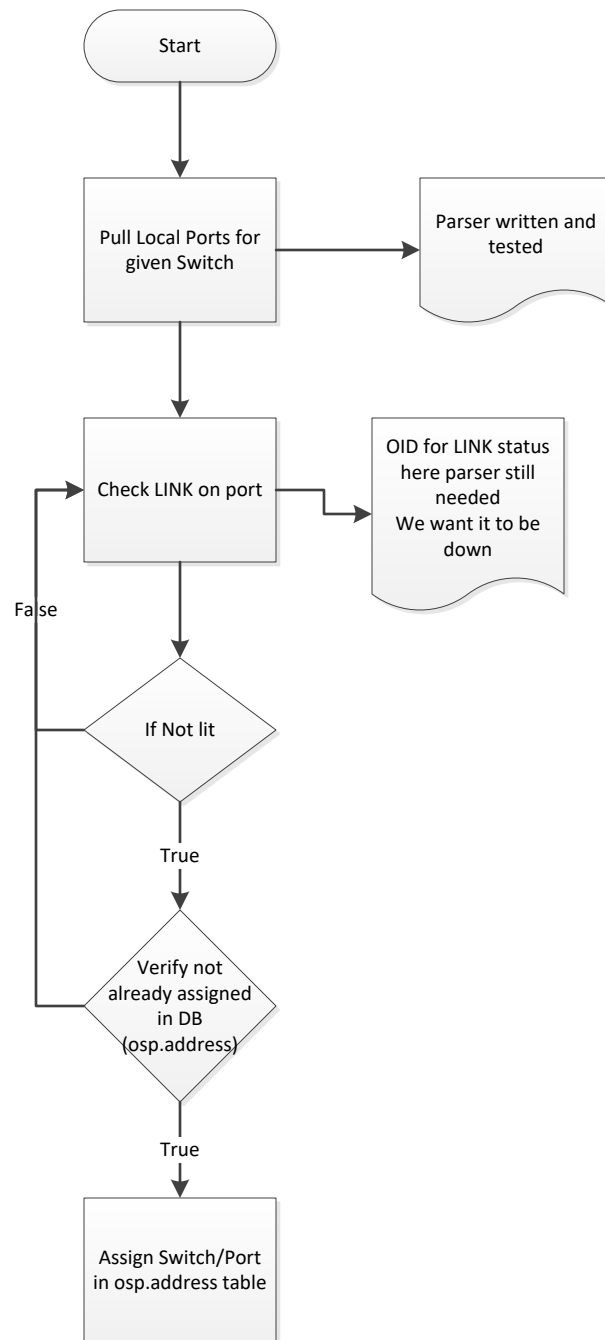 Start
Pull Local Ports for
given Switch
Parser written and
tested
Check LINK on port
OID for LINK status
here parser still
needed
We want it to be
down
False
If Not lit
True
Verify not
already assigned
in DB
(osp.address)
True
Assign Switch/Port
in osp.address table